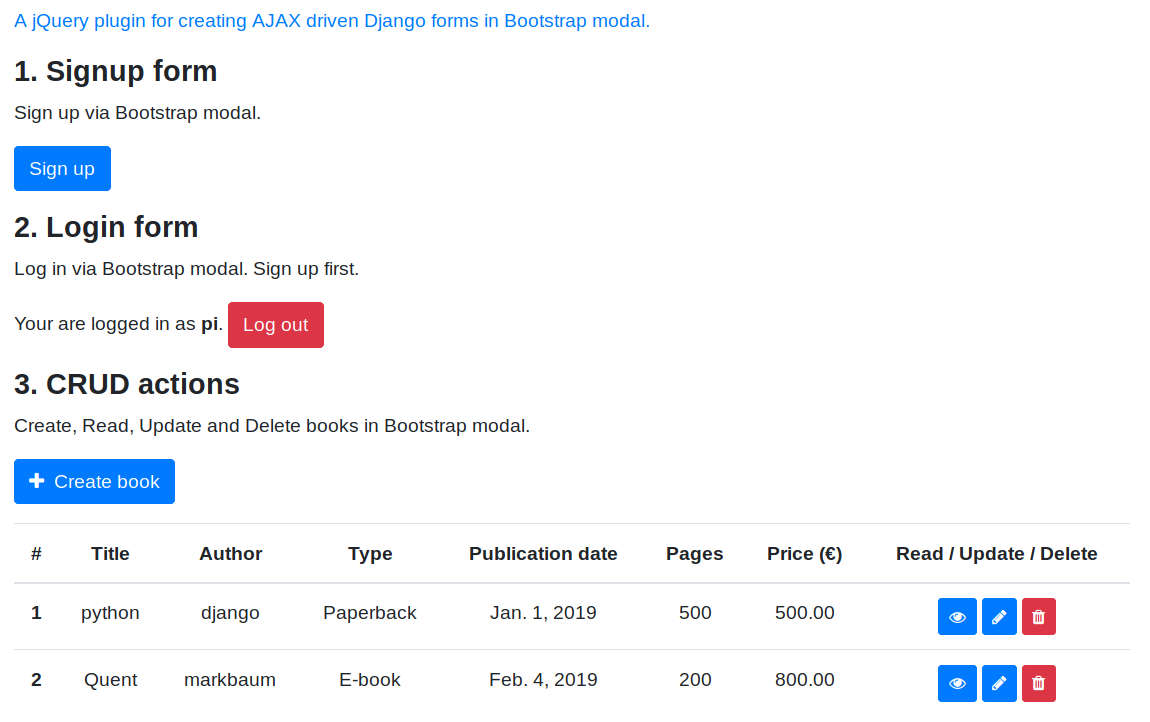 A jQuery plugin for creating AJAX driven Django forms in Bootstrap modal.
1. Signup form
Sign up via Bootstrap modal.
Sign up
2. Login form
Log in via Bootstrap modal. Sign up first.
Your are logged in as pi. Log out
3. CRUD actions
Create, Read, Update and Delete books in Bootstrap modal.
Create book
# Title Author Type Publication date Pages Price (€) Read / Update / Delete
1 python django Paperback Jan. 1, 2019 500 500.00
2 Quent markbaum E-book Feb. 4, 2019 200 800.00